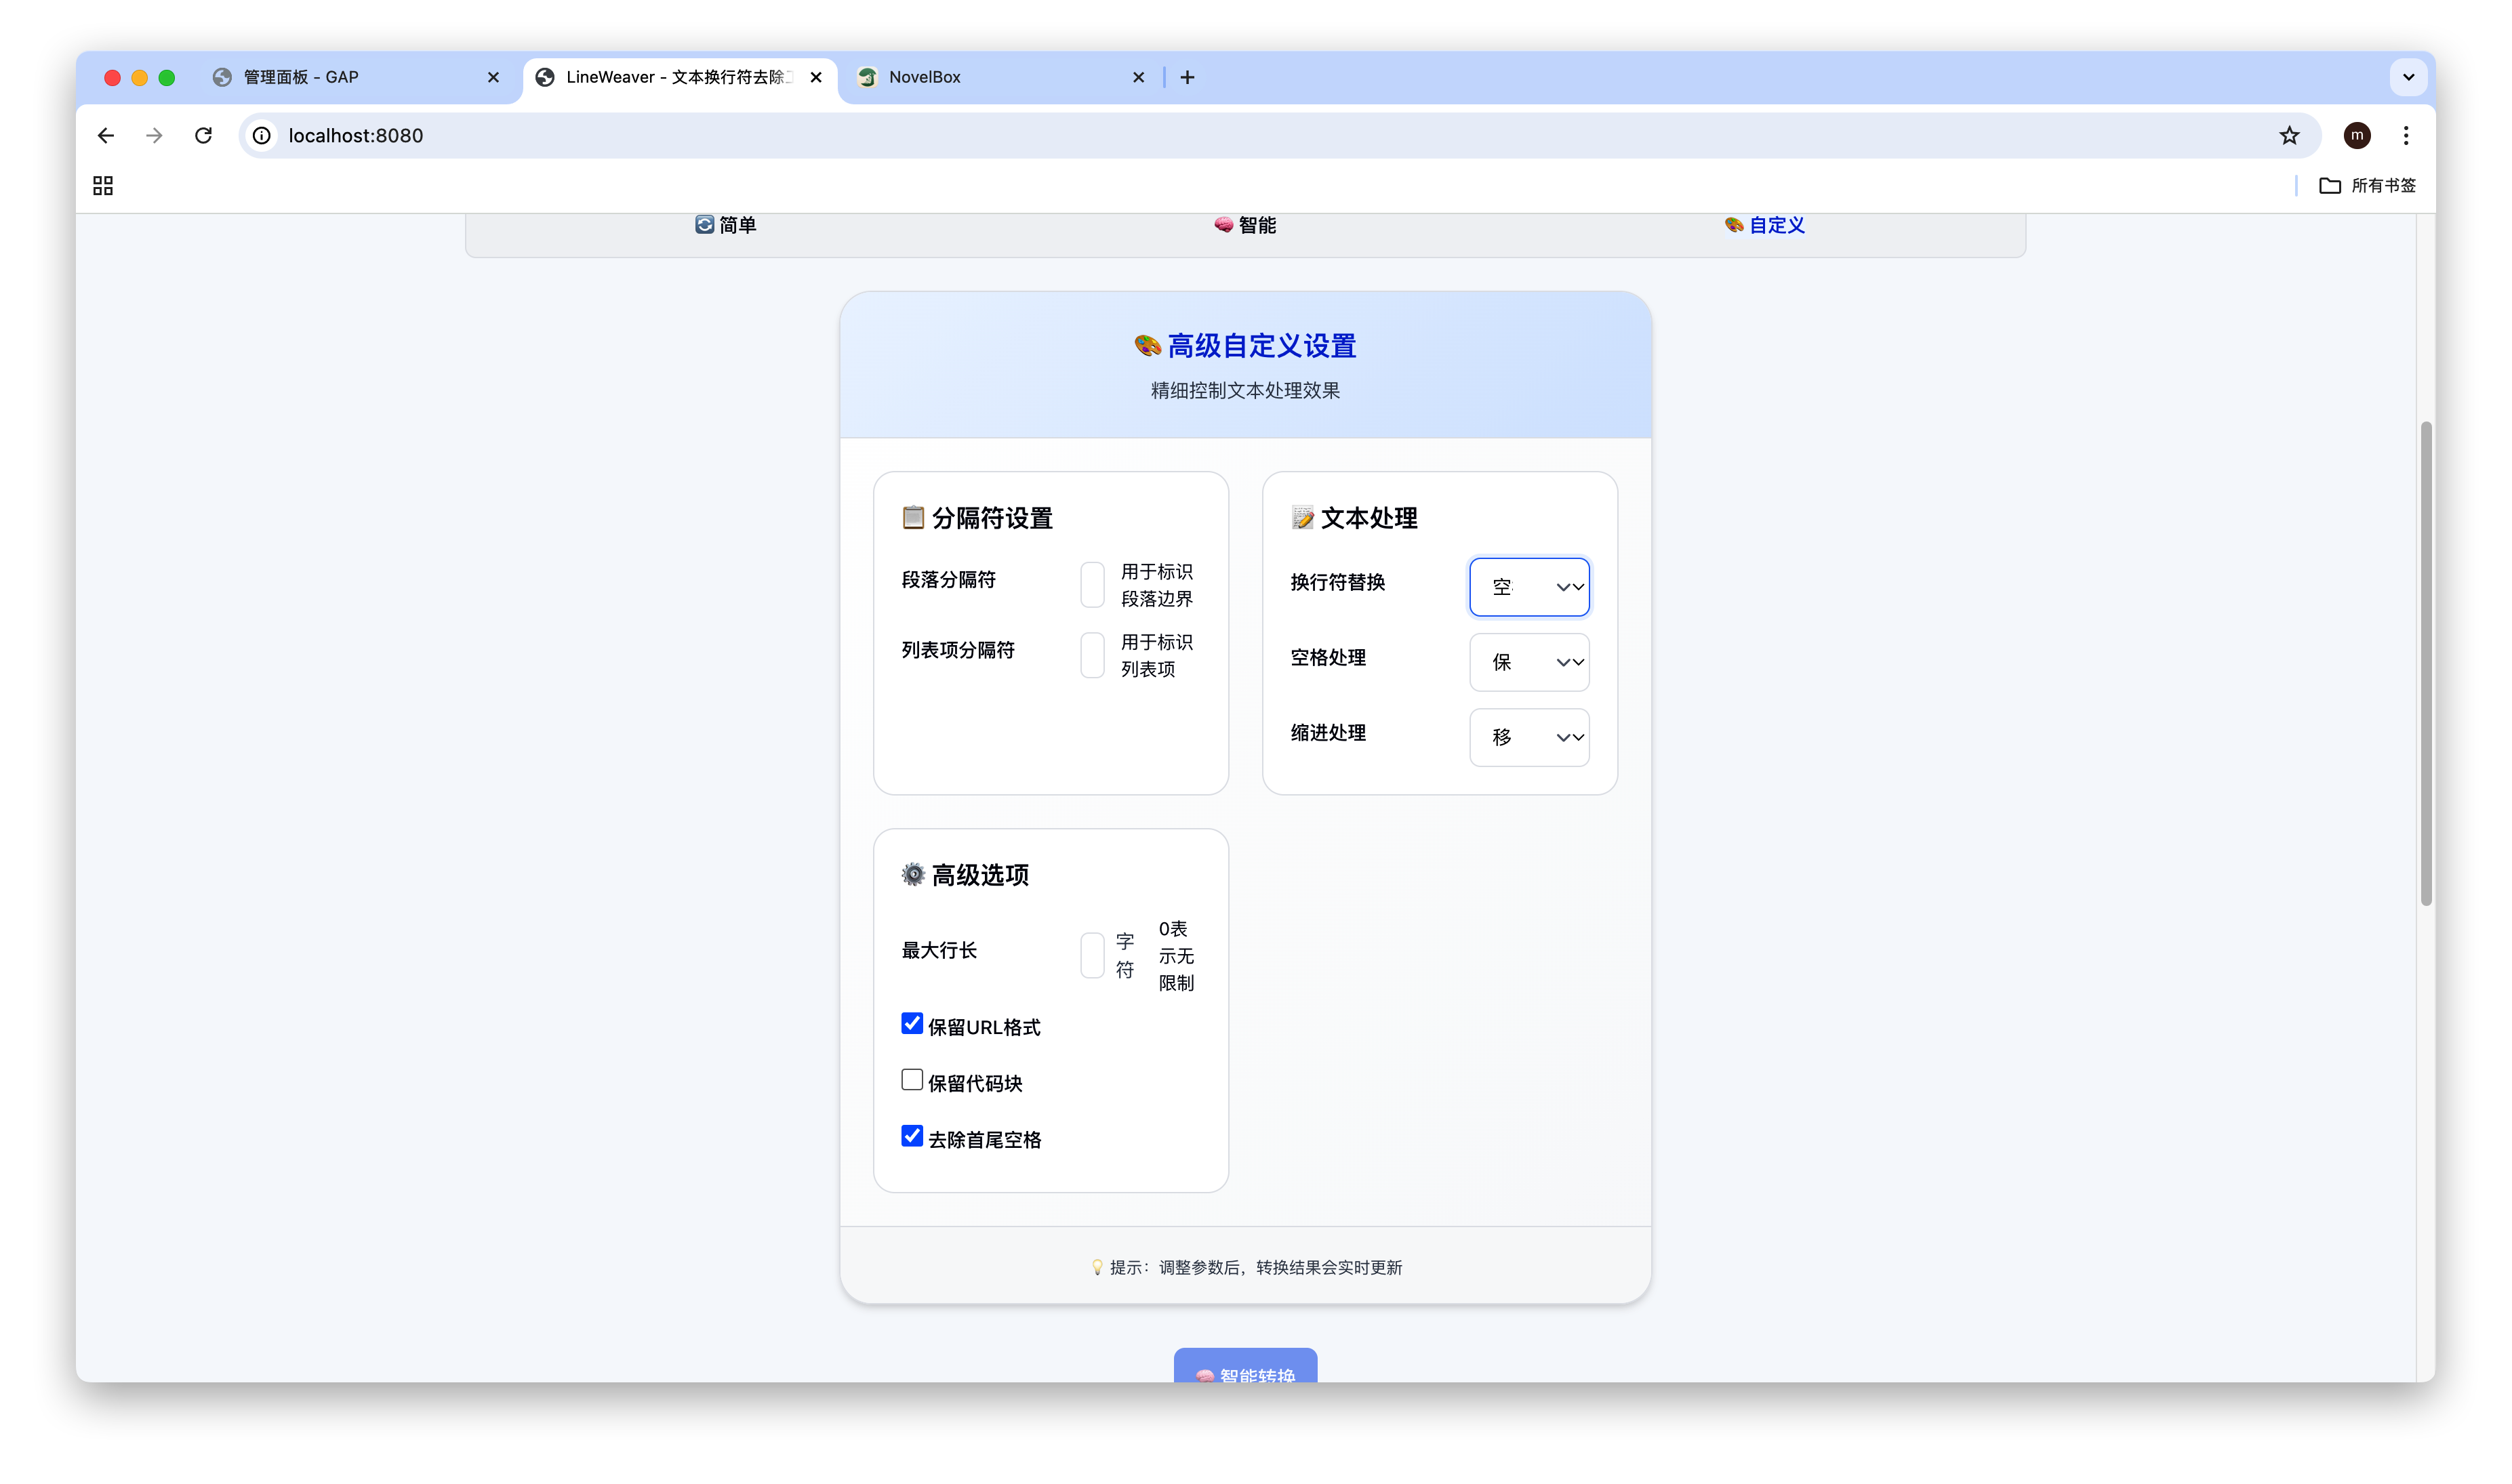 管理面板 - GAP
LineWeaver - 文本换行符去除
NovelBox
localhost:8080
m
所有书签
简单
智能
自定义
高级自定义设置
精细控制文本处理效果
分隔符设置
段落分隔符
用于标识
段落边界
列表项分隔符
用于标识
列表项
文本处理
换行符替换
空
空格处理
保
缩进处理
移
高级选项
最大行长
字
符
0表
示无
限制
保留URL格式
保留代码块
去除首尾空格
提示：调整参数后，转换结果会实时更新
智能转换